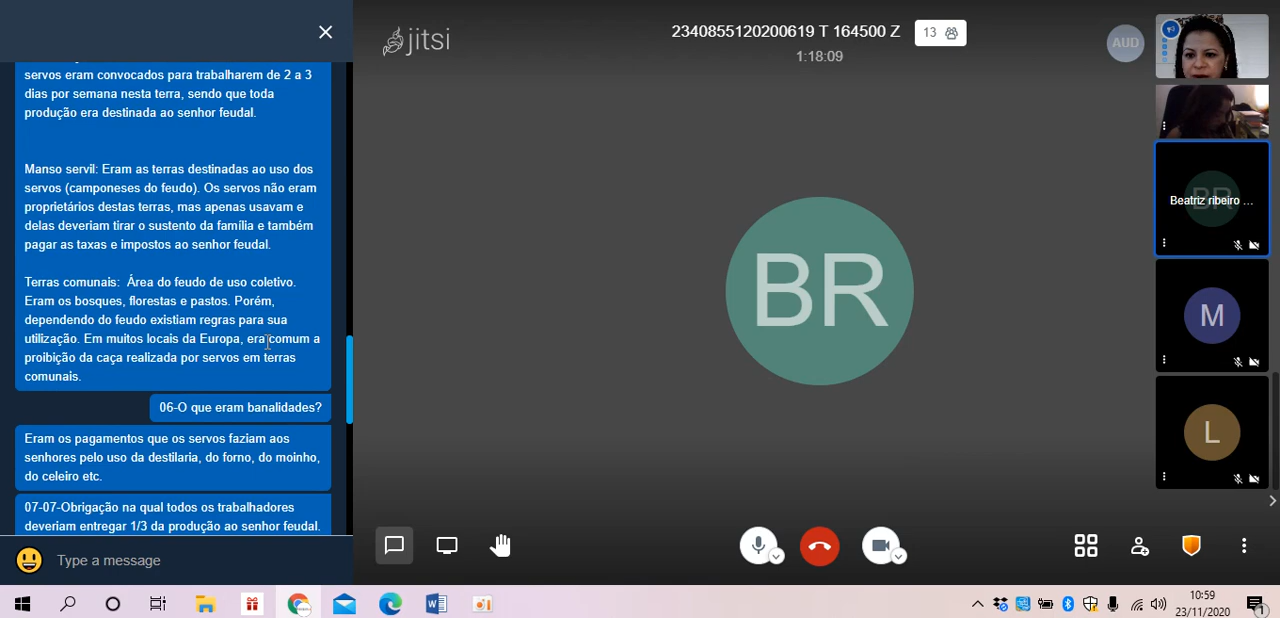 servos eram convocados para trabalharem de 2 a 3
dias por semana nesta terra, sendo que toda
produção era destinada ao senhor feudal.
Manso servil: Eram as terras destinadas ao uso dos
servos (camponeses do feudo). Os servos não eram
proprietários destas terras, mas apenas usavam e
delas deveriam tirar o sustento da família e também
pagar as taxas e impostos ao senhor feudal.
Terras comunais:  Área do feudo de uso coletivo.
Eram os bosques, florestas e pastos. Porém,
dependendo do feudo existiam regras para sua
utilização. Em muitos locais da Europa, era comum a
proibição da caça realizada por servos em terras
comunais.
06-O que eram banalidades?
Eram os pagamentos que os servos faziam aos
senhores pelo uso da destilaria, do forno, do moinho,
do celeiro etc.
07-07-Obrigação na qual todos os trabalhadores
deveriam entregar 1/3 da produção ao senhor feudal.
Type a message
jitsi
2340855120200619 T 164500 Z
13
1:18:09
AUD
BR
BR
Beatriz ribeiro ...
M
L
10:59
23/11/2020
1